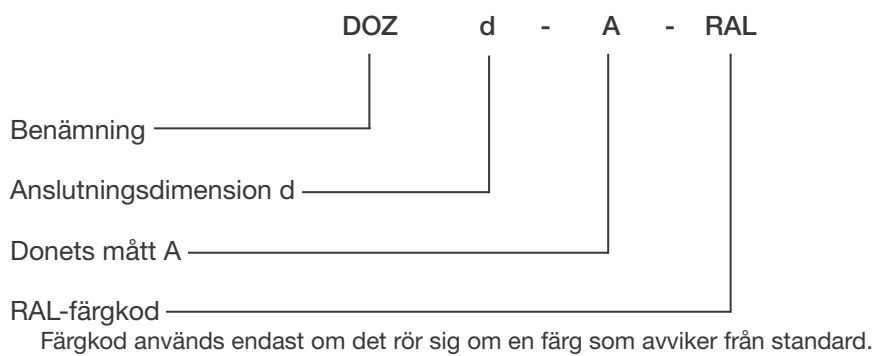 DOZ d - A - RAL
Benämning
Anslutningsdimension d
Donets mått A
RAL-färgkod
Färgkod används endast om det rör sig om en färg som avviker från standard.